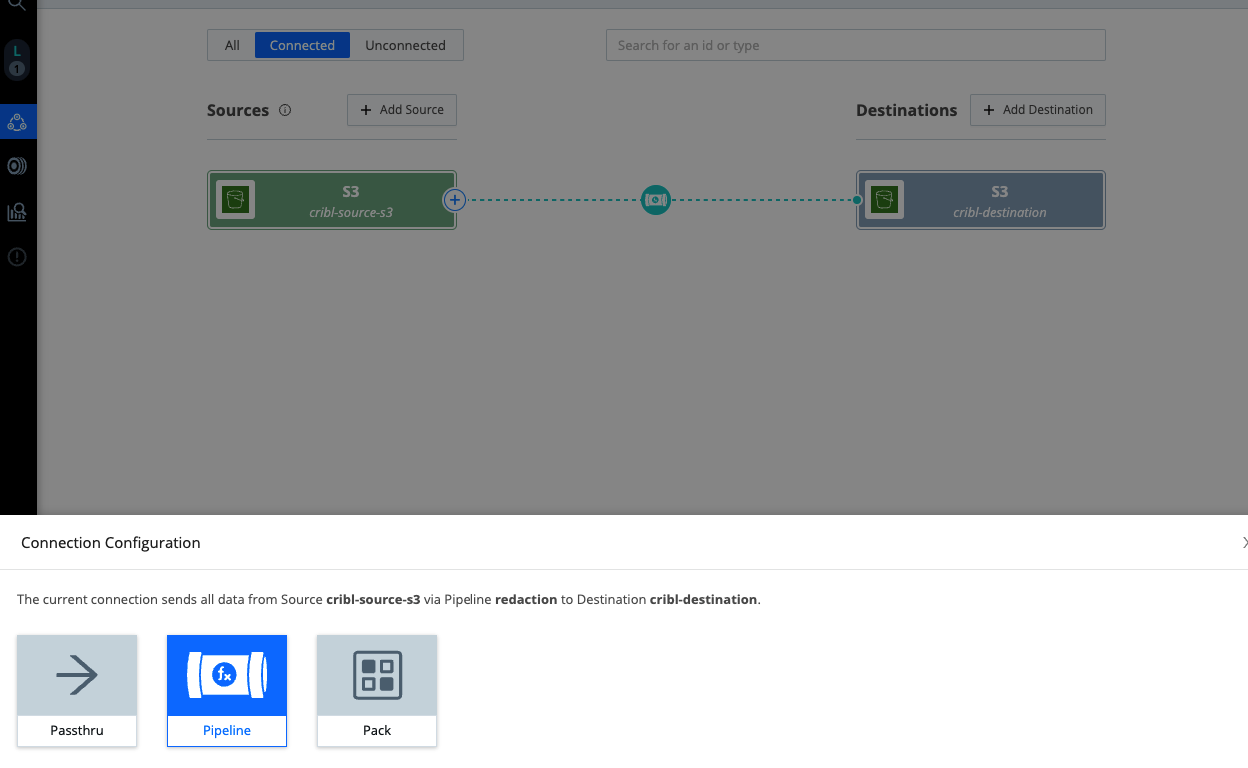 L
1
All Connected Unconnected
Search for an id or type
Sources
Add Source
Destinations
Add Destination
S3
cribl-source-s3
S3
cribl-destination
Connection Configuration
The current connection sends all data from Source cribl-source-s3 via Pipeline redaction to Destination cribl-destination.
fx
Passthru
Pipeline
Pack